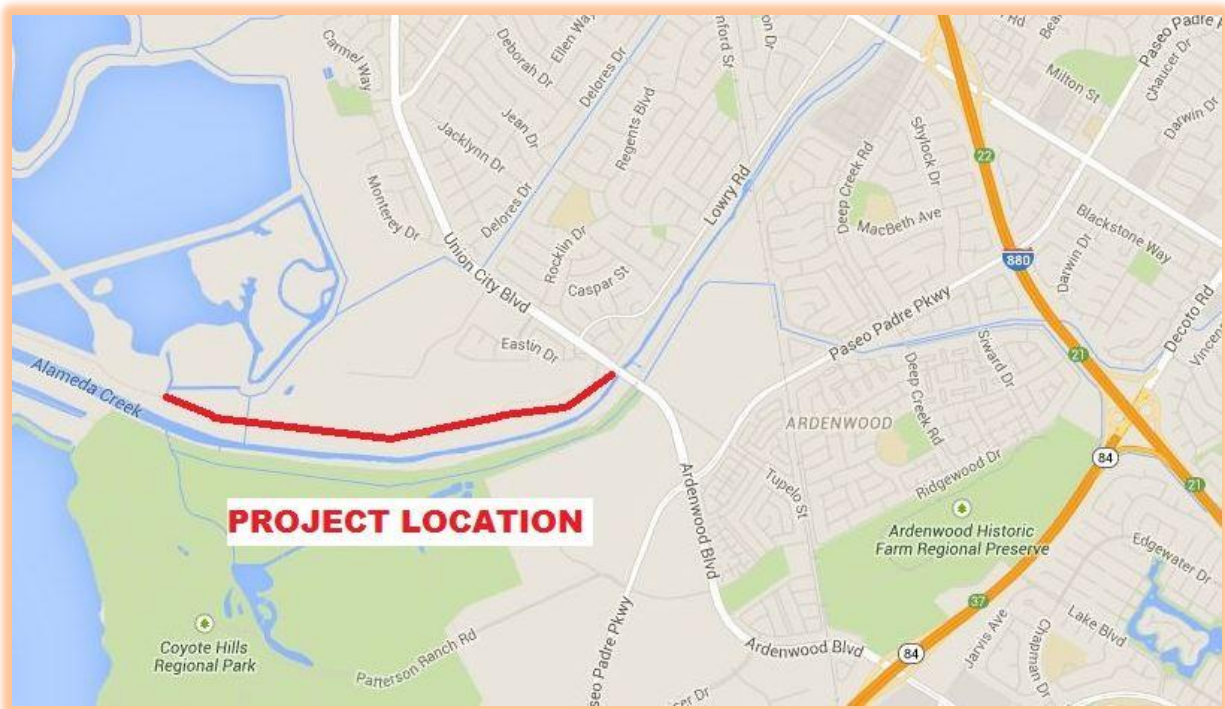 Carmel Way
Deborah Dr
Ellen Way
Delores Dr
Jean Dr
Jacklynn Dr
Regents Blvd
Monterey Dr
Delores Dr
Union City Blvd
Rocklin Dr
Caspar St
Eastin Dr
Lowry Rd
Deep Creek Rd
Shylock Dr
MacBeth Ave
Milton St
Paseo Padre P
Chaucer Dr
Darwin Dr
22
880
Blackstone Way
Darwin Dr
Decoto Rd
Paseo Padre Pkwy
Siward Dr
21
Alameda Creek
ARDENWOOD
Deep Creek Rd
Ridgewood Dr
84
21
Tupelo St
Ardenwood Blvd
PROJECT LOCATION
Ardenwood Historic
Farm Regional Preserve
Edgewater Dr
37
Coyote Hills
Regional Park
Patterson Ranch Rd
Paseo Padre Pkwy
Ardenwood Blvd
84
Jarvis Ave
Chapman Dr
Lake Blvd